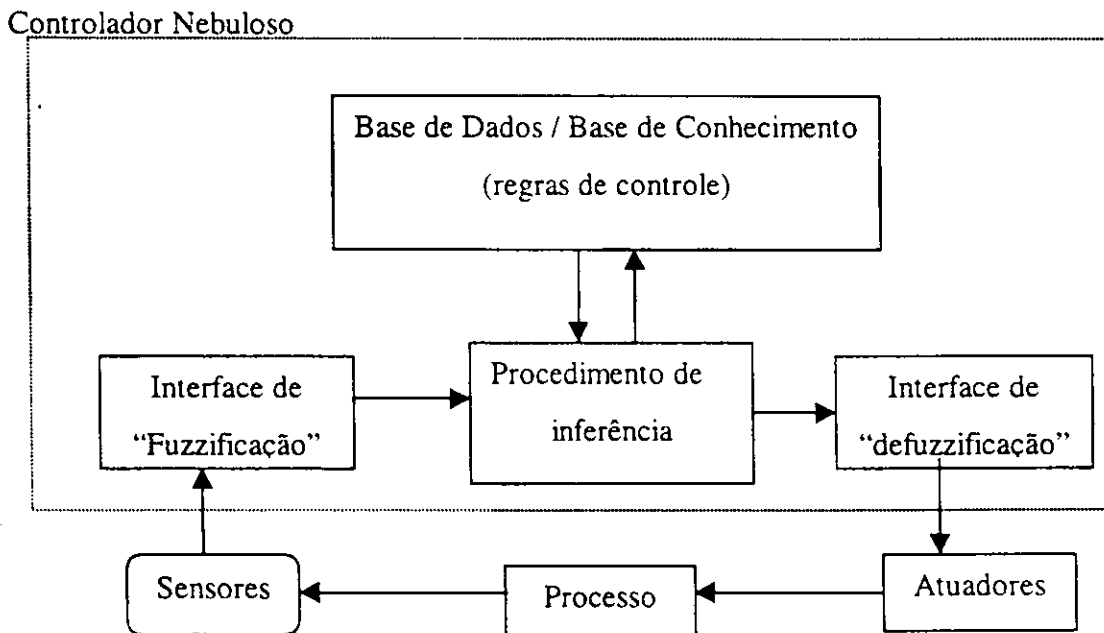 Controlador Nebuloso
Base de Dados / Base de Conhecimento
(regras de controle)
Interface de
“Fuzzificação”
Procedimento de
inferência
Interface de
“defuzzificação”
Sensores
Processo
Atuadores